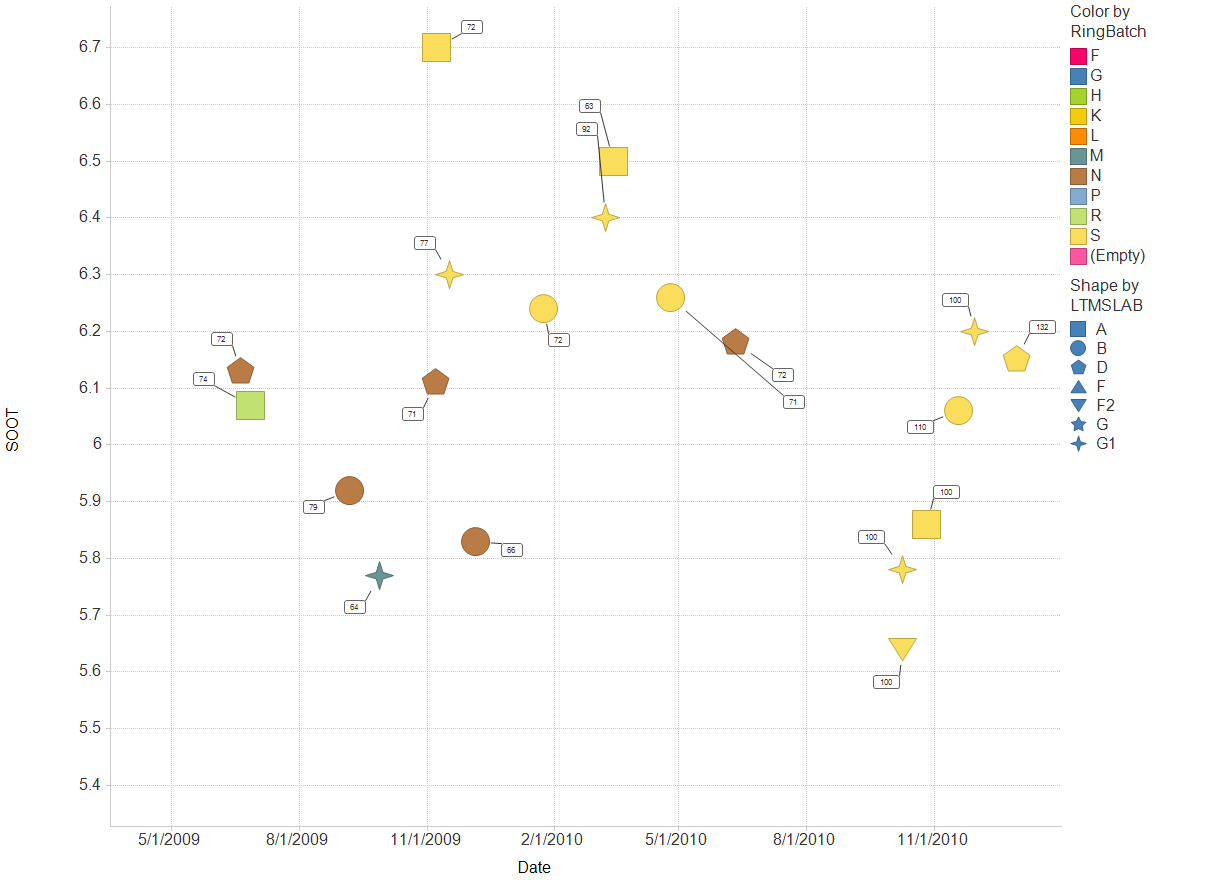 Color by
RingBatch
F
G
H
K
L
M
N
P
R
S
(Empty)
Shape by
LTMSLAB
A
B
D
F
F2
G
G1
SOOT
6.7
6.6
6.5
6.4
6.3
6.2
6.1
6
5.9
5.8
5.7
5.6
5.5
5.4
72
63
92
77
100
132
72
72
74
72
71
71
110
79
100
100
66
64
100
5/1/2009
8/1/2009
11/1/2009
2/1/2010
5/1/2010
8/1/2010
11/1/2010
Date